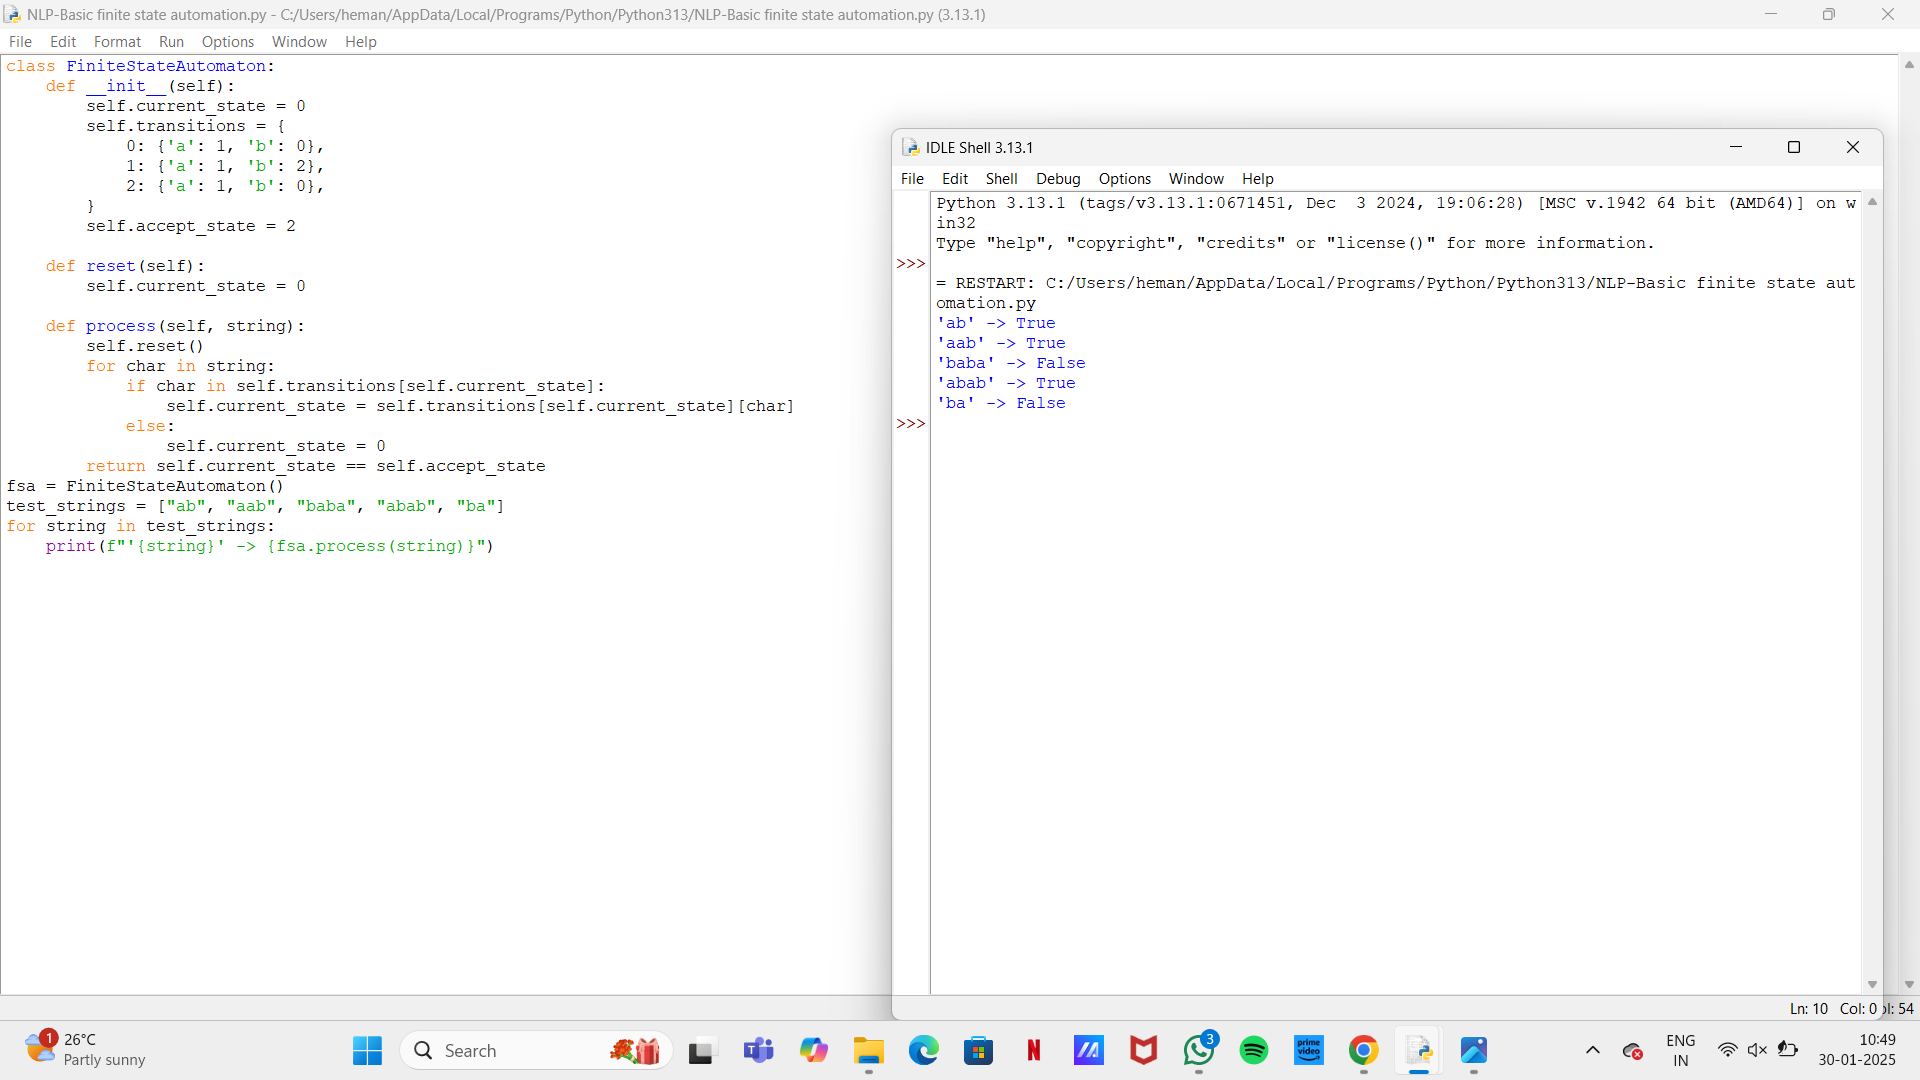 NLP-Basic finite state automation.py - C:/Users/heman/AppData/Local/Programs/Python/Python313/NLP-Basic finite state automation.py (3.13.1)
File Edit Format Run Options Window Help
class FiniteStateAutomaton:
    def __init__(self):
        self.current_state = 0
        self.transitions = {
            0: {'a': 1, 'b': 0},
            1: {'a': 1, 'b': 2},
            2: {'a': 1, 'b': 0},
        }
        self.accept_state = 2
    def reset(self):
        self.current_state = 0
    def process(self, string):
        self.reset()
        for char in string:
            if char in self.transitions[self.current_state]:
                self.current_state = self.transitions[self.current_state][char]
            else:
                self.current_state = 0
        return self.current_state == self.accept_state
fsa = FiniteStateAutomaton()
test_strings = ["ab", "aab", "baba", "abab", "ba"]
for string in test_strings:
    print(f"'{string}' -> {fsa.process(string)}")
IDLE Shell 3.13.1
File Edit Shell Debug Options Window Help
Python 3.13.1 (tags/v3.13.1:0671451, Dec  3 2024, 19:06:28) [MSC v.1942 64 bit (AMD64)] on w
in32
Type "help", "copyright", "credits" or "license()" for more information.
>>>
= RESTART: C:/Users/heman/AppData/Local/Programs/Python/Python313/NLP-Basic finite state aut
omation.py
'ab' -> True
'aab' -> True
'baba' -> False
'abab' -> True
'ba' -> False
>>>
Ln: 10 Col: 0
ol: 54
1
26°C
Partly sunny
Search
T
N
3
prime video
ENG
IN
10:49
30-01-2025